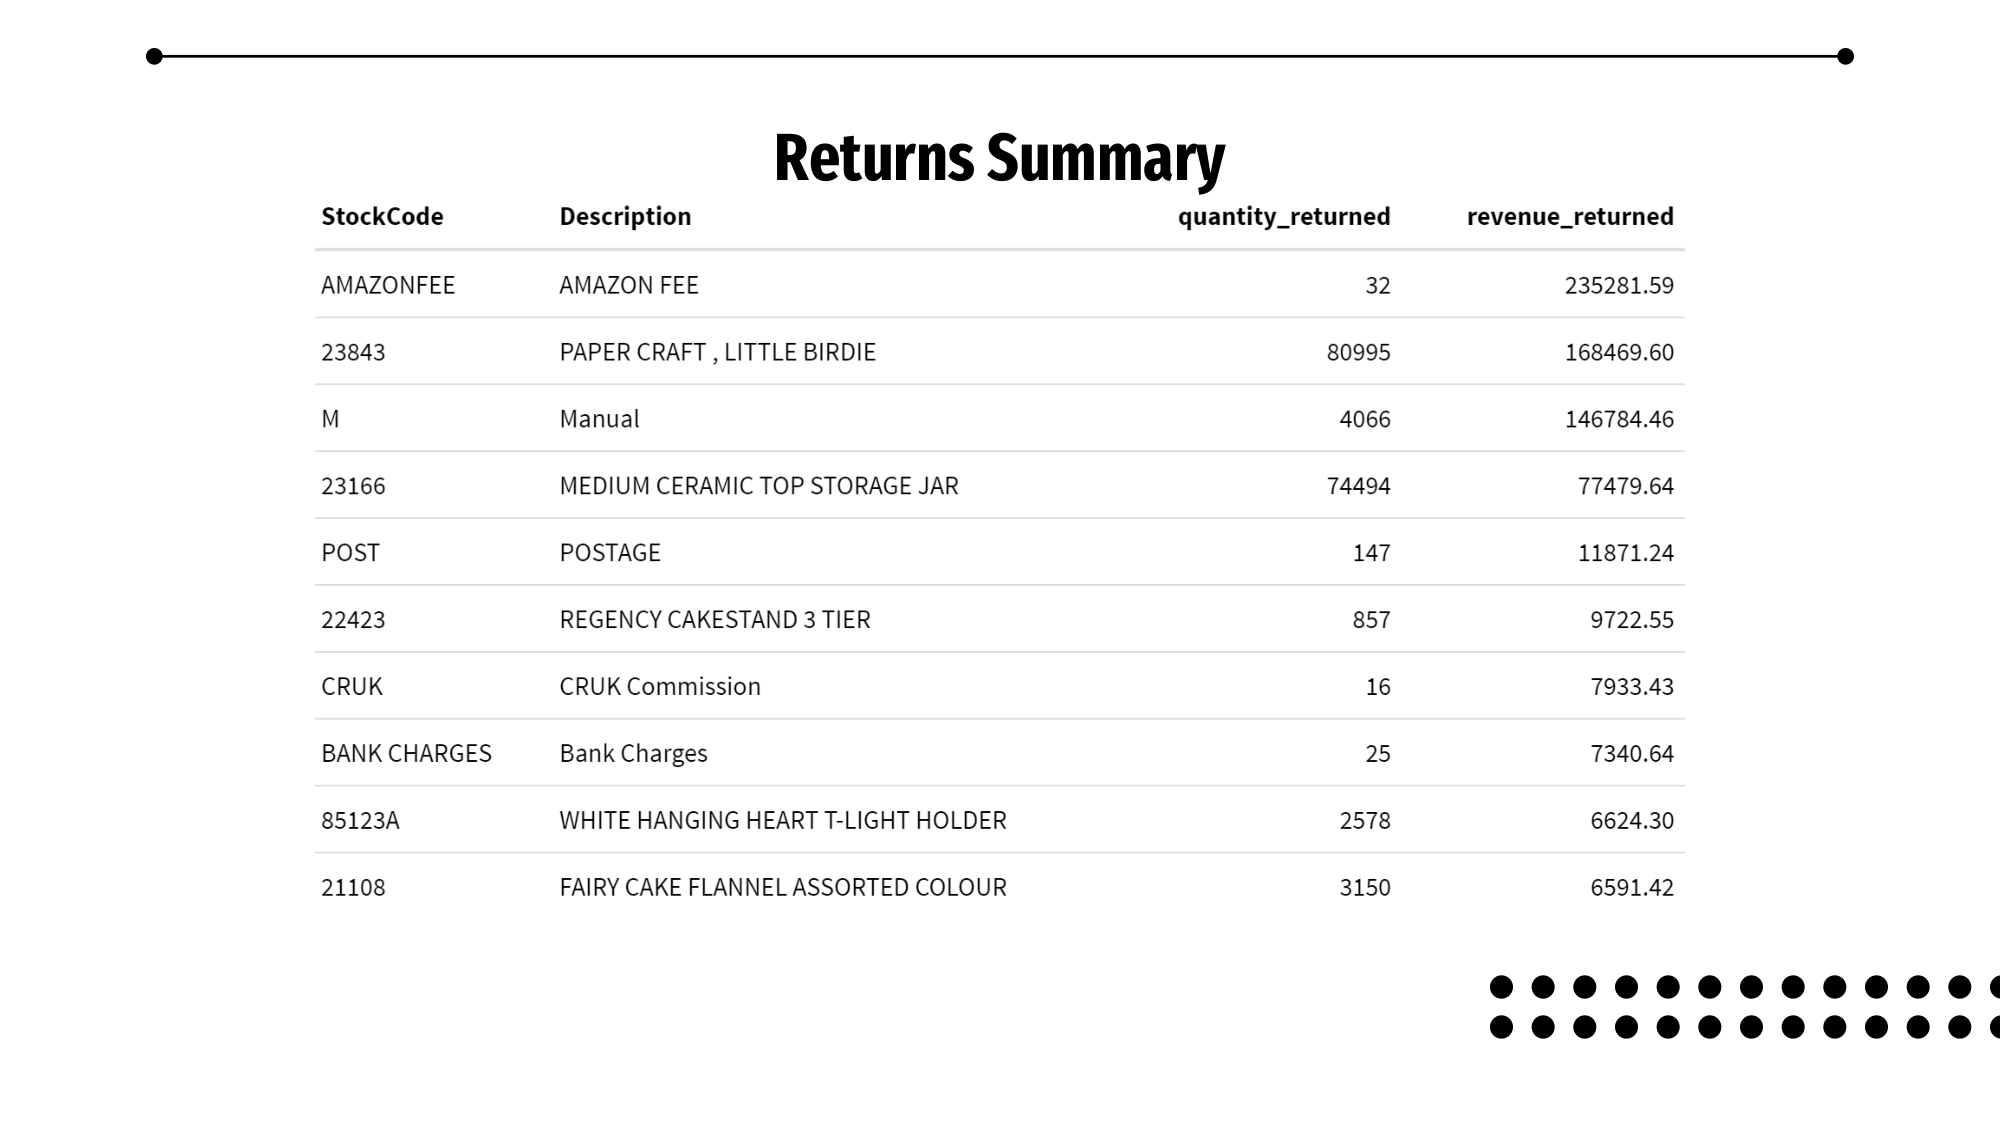 Returns Summary
StockCode Description quantity_returned revenue_returned
AMAZONFEE AMAZON FEE 32 235281.59
23843 PAPER CRAFT , LITTLE BIRDIE 80995 168469.60
M Manual 4066 146784.46
23166 MEDIUM CERAMIC TOP STORAGE JAR 74494 77479.64
POST POSTAGE 147 11871.24
22423 REGENCY CAKESTAND 3 TIER 857 9722.55
CRUK CRUK Commission 16 7933.43
BANK CHARGES Bank Charges 25 7340.64
85123A WHITE HANGING HEART T-LIGHT HOLDER 2578 6624.30
21108 FAIRY CAKE FLANNEL ASSORTED COLOUR 3150 6591.42